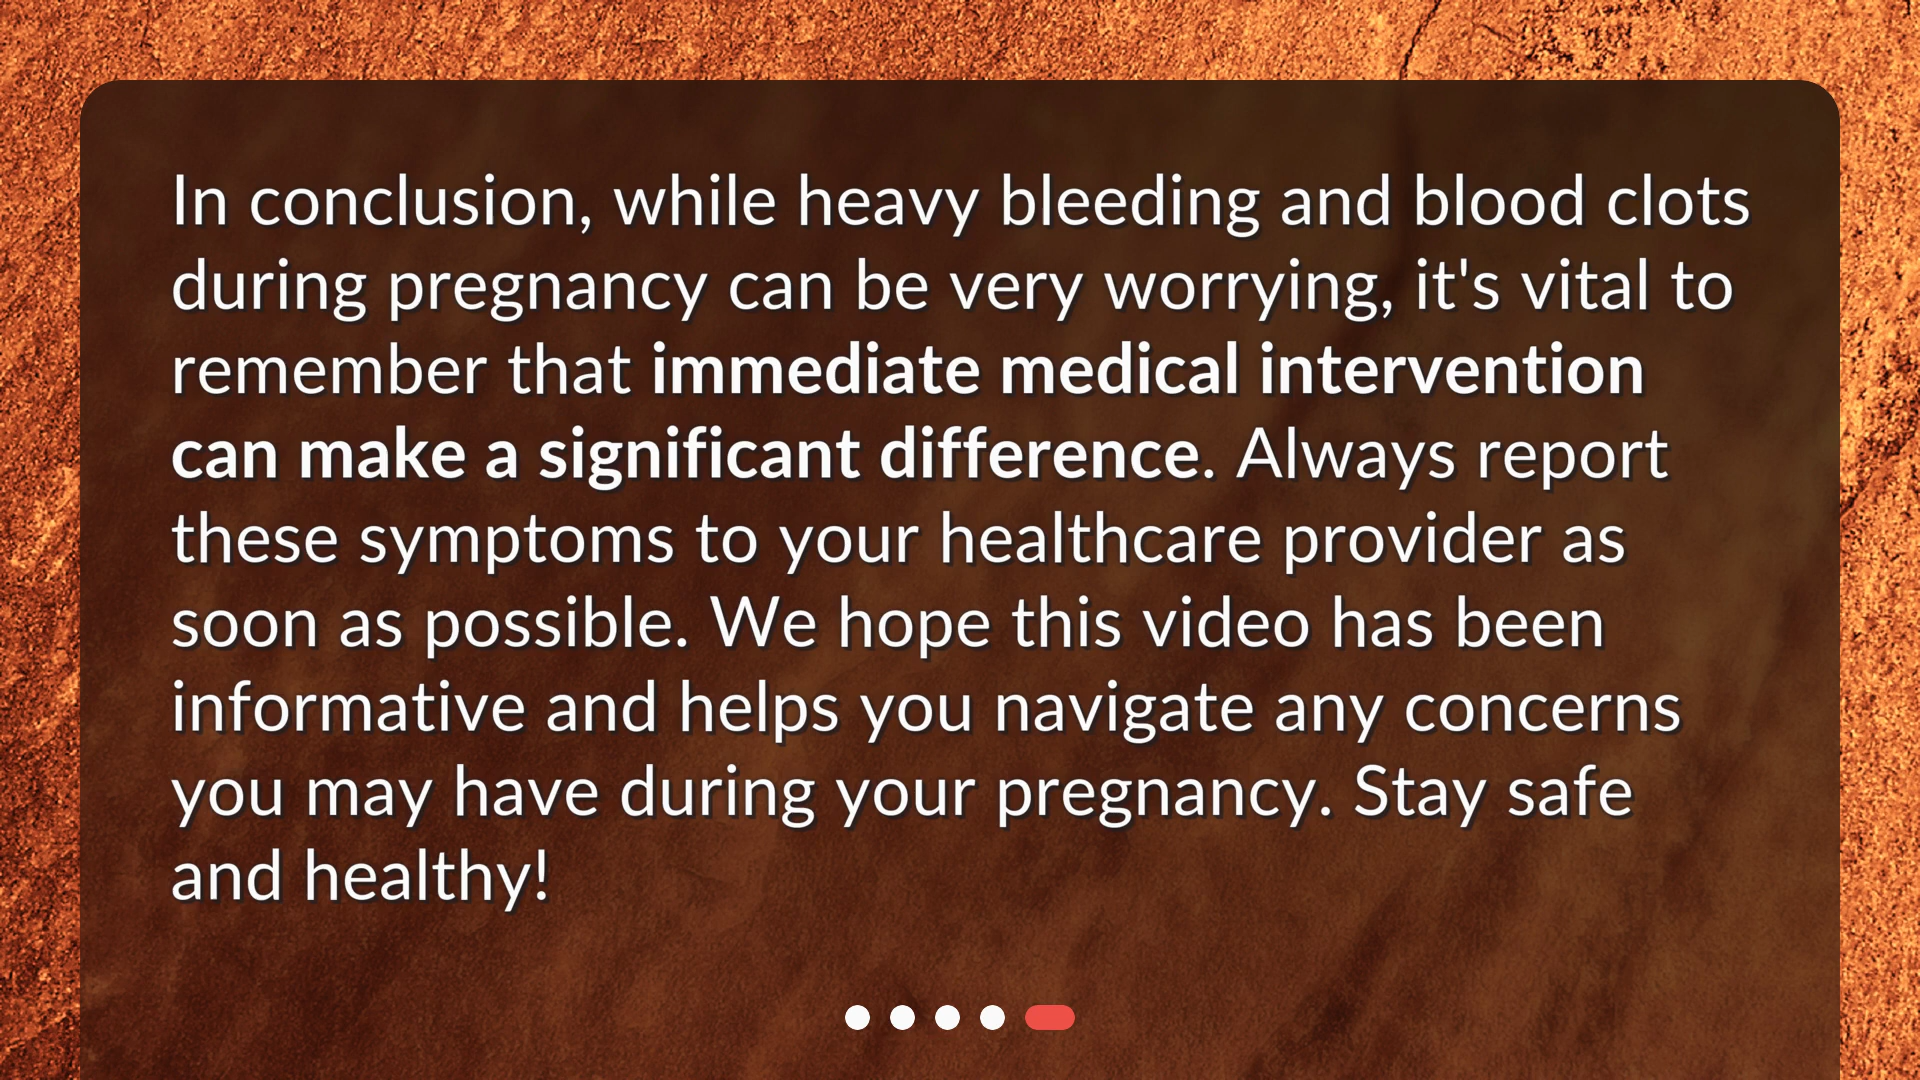 In conclusion, while heavy bleeding and blood clots
during pregnancy can be very worrying, it's vital to
remember that immediate medical intervention
can make a significant difference. Always report
these symptoms to your healthcare provider as
soon as possible. We hope this video has been
informative and helps you navigate any concerns
you may have during your pregnancy. Stay safe
and healthy!